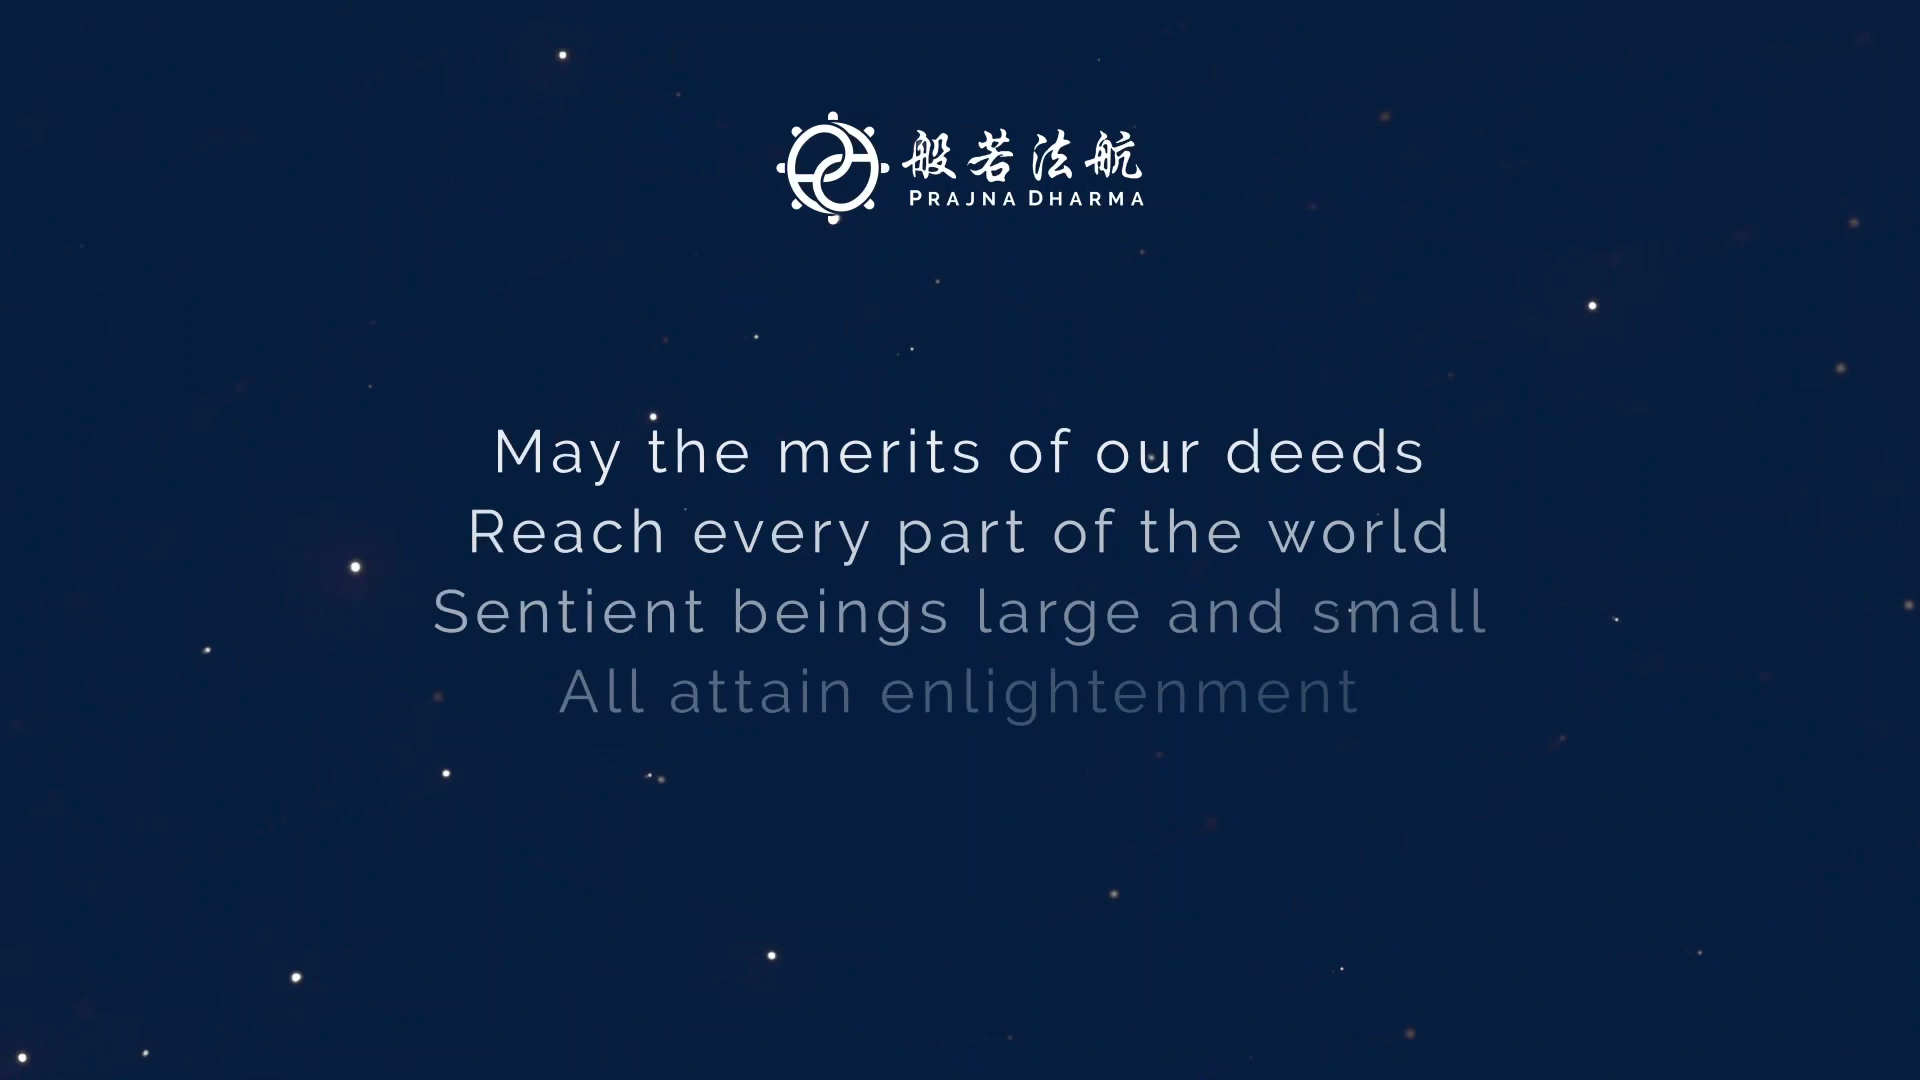 般若法航
PRAJNA DHARMA
May the merits of our deeds
Reach every part of the world
Sentient beings large and small
All attain enlightenment